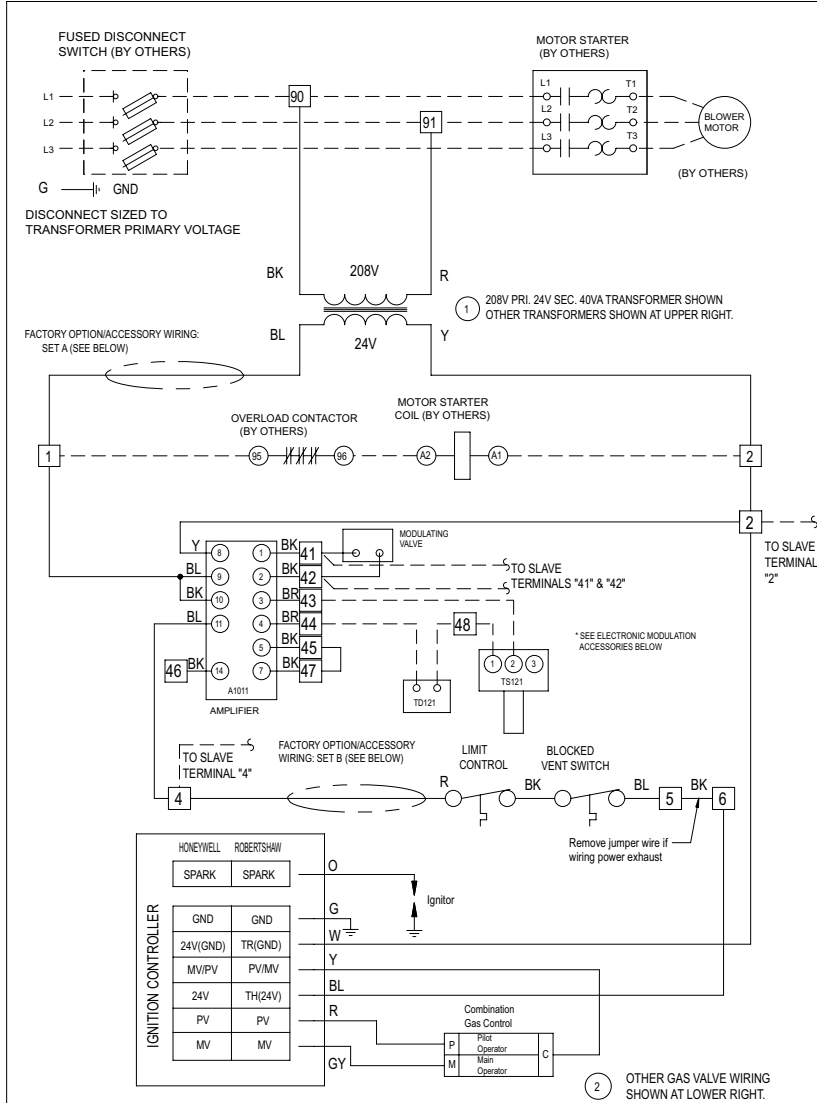 FUSED DISCONNECT
SWITCH (BY OTHERS)
MOTOR STARTER
(BY OTHERS)
L1
L2
L3
90
91
L1
L2
L3
T1
T2
T3
BLOWER
MOTOR
(BY OTHERS)
G
GND
DISCONNECT SIZED TO
TRANSFORMER PRIMARY VOLTAGE
BK
208V
R
1
208V PRI. 24V SEC. 40VA TRANSFORMER SHOWN
OTHER TRANSFORMERS SHOWN AT UPPER RIGHT.
BL
24V
Y
FACTORY OPTION/ACCESSORY WIRING:
SET A (SEE BELOW)
OVERLOAD CONTACTOR
(BY OTHERS)
MOTOR STARTER
COIL (BY OTHERS)
1
95
96
A2
A1
2
2
TO SLAVE
TERMINAL
"2"
Y
8
1
BK
41
MODULATING
VALVE
BL
9
2
BK
42
TO SLAVE
TERMINALS "41" & "42"
BK
10
3
BR
43
BL
11
4
BR
44
48
5
BK
45
46
BK
14
7
BK
47
A1011
AMPLIFIER
TD121
1
2
3
TS121
* SEE ELECTRONIC MODULATION
ACCESSORIES BELOW
TO SLAVE
TERMINAL "4"
FACTORY OPTION/ACCESSORY
WIRING: SET B (SEE BELOW)
LIMIT
CONTROL
BLOCKED
VENT SWITCH
4
R
BK
BL
5
BK
6
Remove jumper wire if
wiring power exhaust
IGNITION CONTROLLER
HONEYWELL ROBERTSHAW
SPARK SPARK
O
Ignitor
GND GND
G
24V(GND) TR(GND)
W
MV/PV PV/MV
Y
24V TH(24V)
BL
PV PV
R
MV MV
GY
Combination
Gas Control
P
Pilot
Operator
M
Main
Operator
C
2
OTHER GAS VALVE WIRING
SHOWN AT LOWER RIGHT.